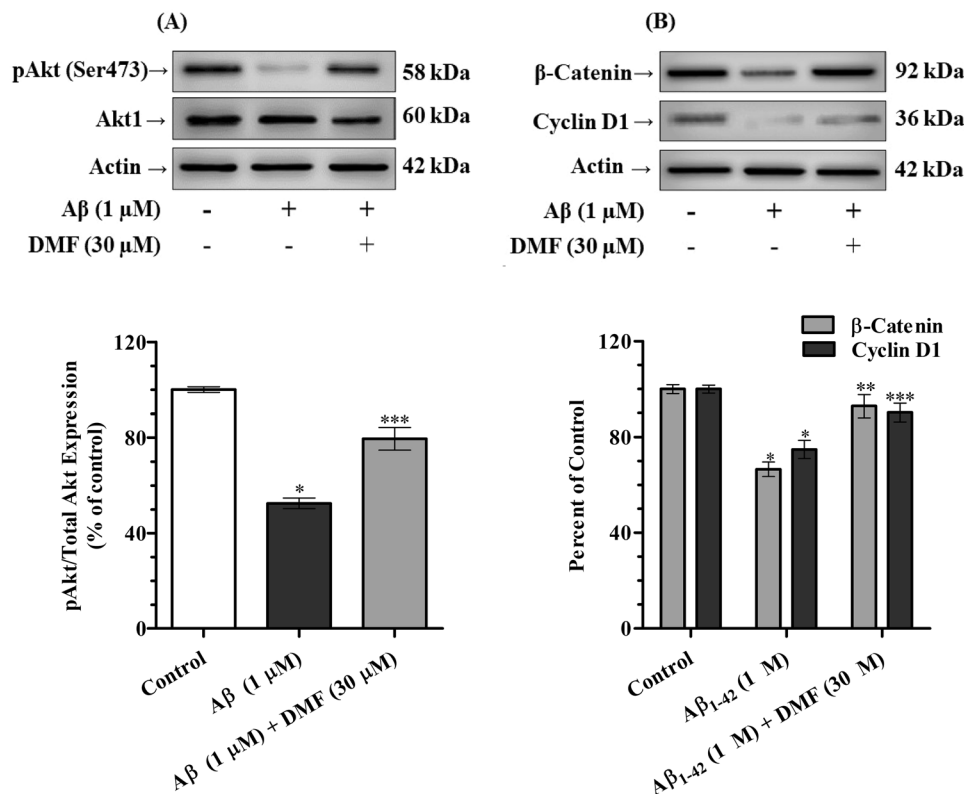 (A)
pAkt (Ser473)→ 58 kDa
Akt1 → 60 kDa
Actin → 42 kDa
Aβ (1 µM) - + +
DMF (30 µM) - - +
120
80
40
0
pAkt/Total Akt Expression
(% of control)
*
***
Control
Aβ (1 µM)
Aβ (1 µM) + DMF (30 µM)
(B)
β-Catenin→ 92 kDa
Cyclin D1 → 36 kDa
Actin → 42 kDa
Aβ (1 µM) - + +
DMF (30 µM) - - +
β-Catenin
Cyclin D1
120
80
40
0
Percent of Control
*
*
**
***
Control
Aβ₁₋₄₂ (1 M)
Aβ₁₋₄₂ (1 M) + DMF (30 M)